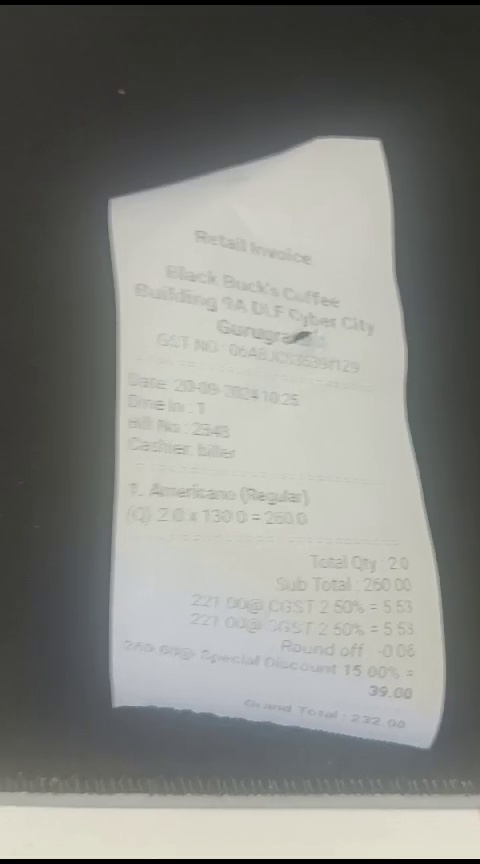 Retail Invoice
Black Buck's Coffee
Building 9A DLF Cyber City
GST NO :
Date: 20-09-2024 10:25
Dine In : 1
Bill No : 2343
Cashier: biller
1. Americano (Regular)
(Q) 2.0 x 130.0 = 260.0
Total Qty : 2.0
Sub Total : 260.00
221.00@ CGST 2.50% = 5.53
221.00@ SGST 2.50% = 5.53
Round off -0.06
260.00@ Special Discount 15.00% =
39.00
Grand Total : 232.00